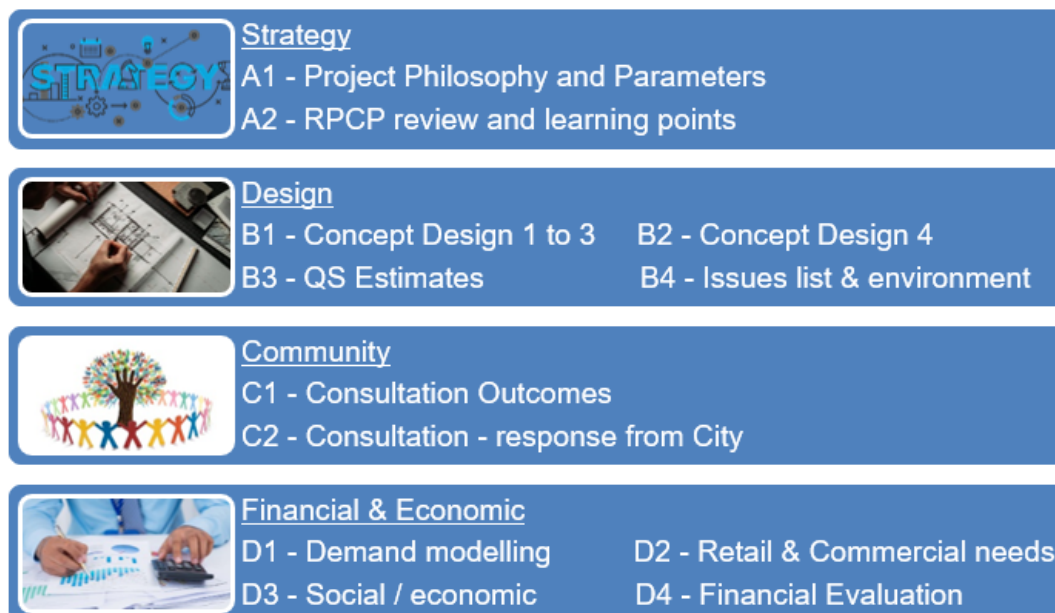 STRATEGY
Strategy
A1 - Project Philosophy and Parameters
A2 - RPCP review and learning points
Design
B1 - Concept Design 1 to 3 B2 - Concept Design 4
B3 - QS Estimates B4 - Issues list & environment
Community
C1 - Consultation Outcomes
C2 - Consultation - response from City
Financial & Economic
D1 - Demand modelling D2 - Retail & Commercial needs
D3 - Social / economic D4 - Financial Evaluation